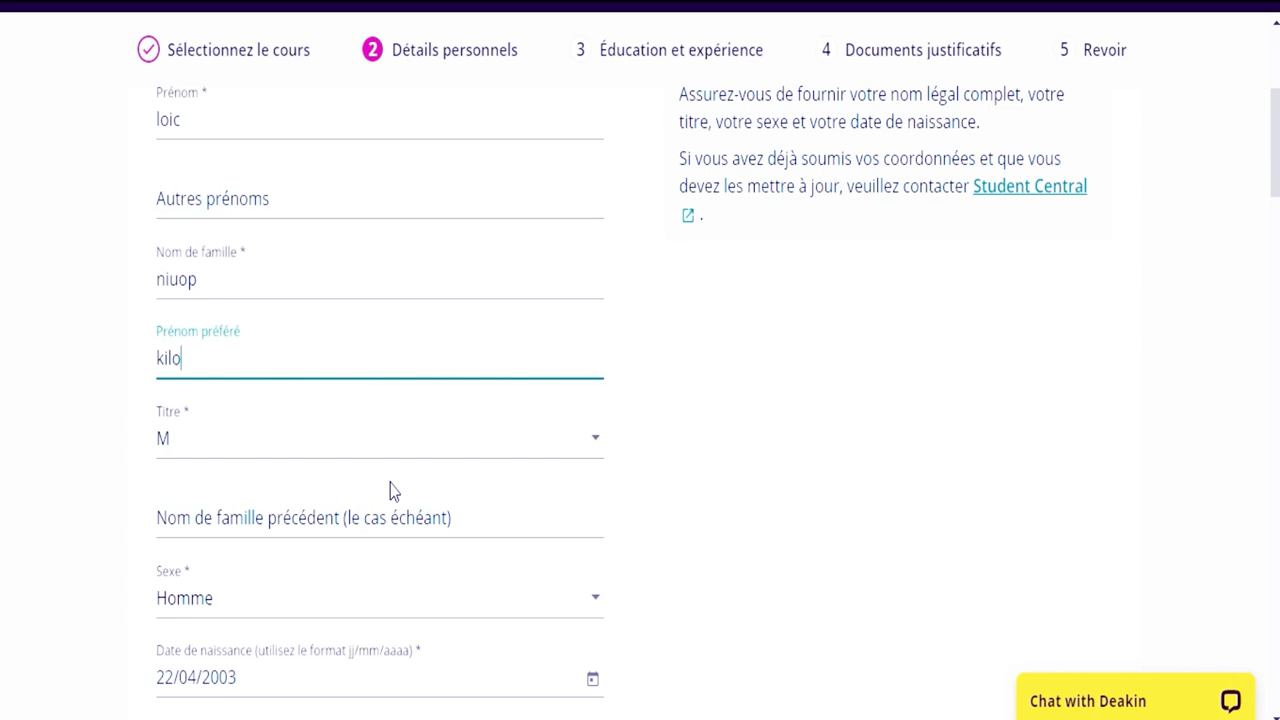 Sélectionnez le cours
2 Détails personnels
3 Éducation et expérience
4 Documents justificatifs
5 Revoir
Prénom *
loic
Autres prénoms
Nom de famille *
niuop
Prénom préféré
kilo
Titre *
M
Nom de famille précédent (le cas échéant)
Sexe *
Homme
Date de naissance (utilisez le format jj/mm/aaaa) *
22/04/2003
Assurez-vous de fournir votre nom légal complet, votre
titre, votre sexe et votre date de naissance.
Si vous avez déjà soumis vos coordonnées et que vous
devez les mettre à jour, veuillez contacter Student Central
.
Chat with Deakin